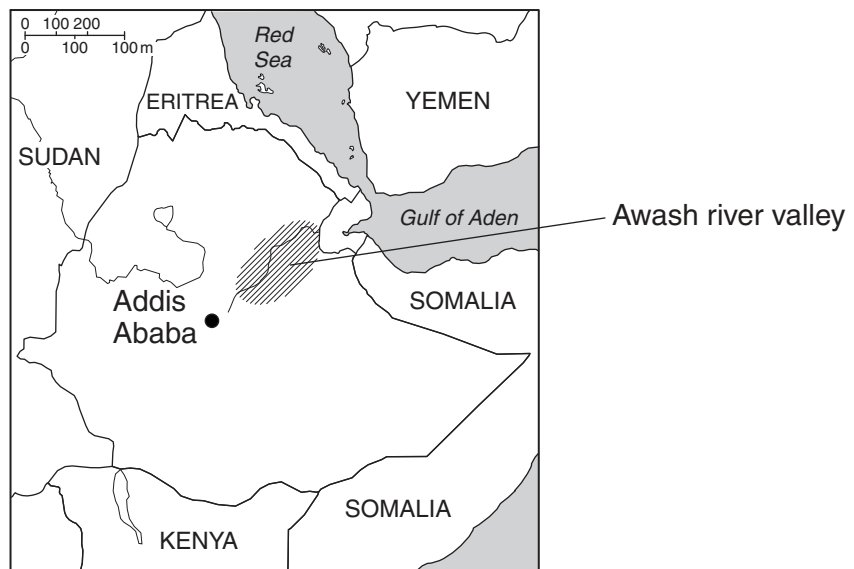 0 100 200
0 100 100 m
Red
Sea
ERITREA
YEMEN
SUDAN
Gulf of Aden
Awash river valley
Addis
Ababa
SOMALIA
SOMALIA
KENYA